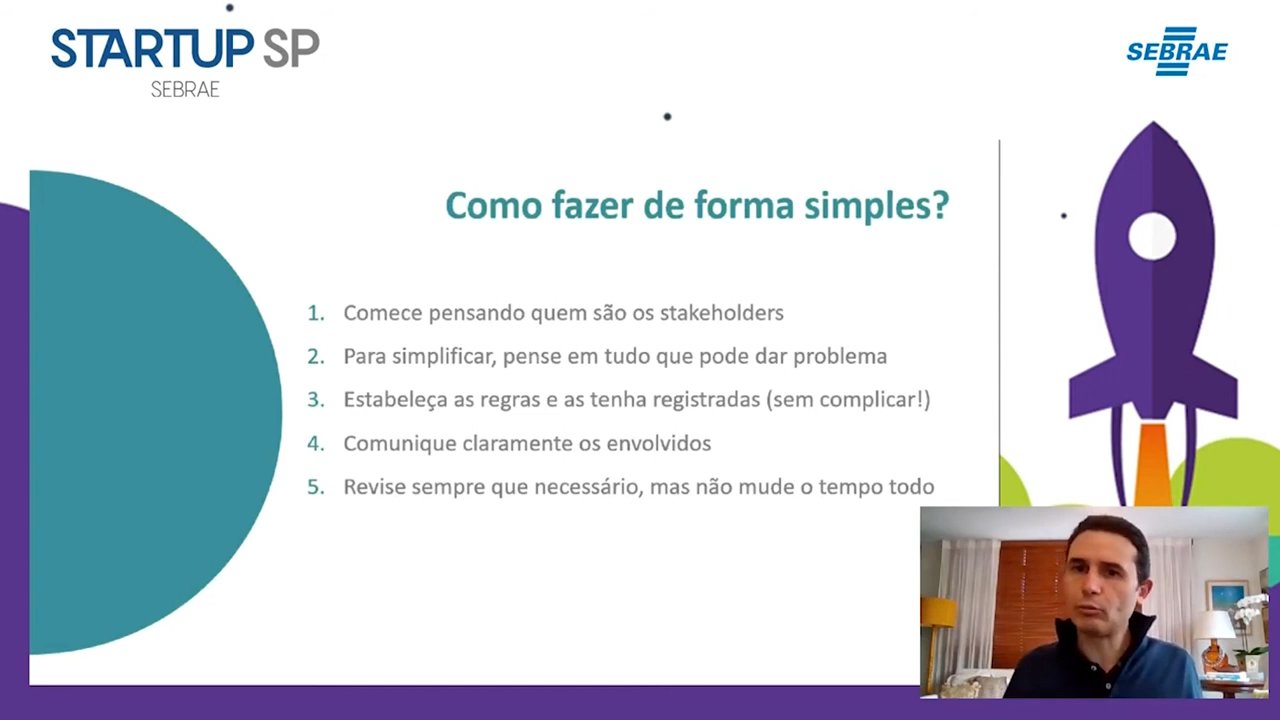 STARTUP SP
SEBRAE
SEBRAE
Como fazer de forma simples?
1. Comece pensando quem são os stakeholders
2. Para simplificar, pense em tudo que pode dar problema
3. Estabeleça as regras e as tenha registradas (sem complicar!)
4. Comunique claramente os envolvidos
5. Revise sempre que necessário, mas não mude o tempo todo